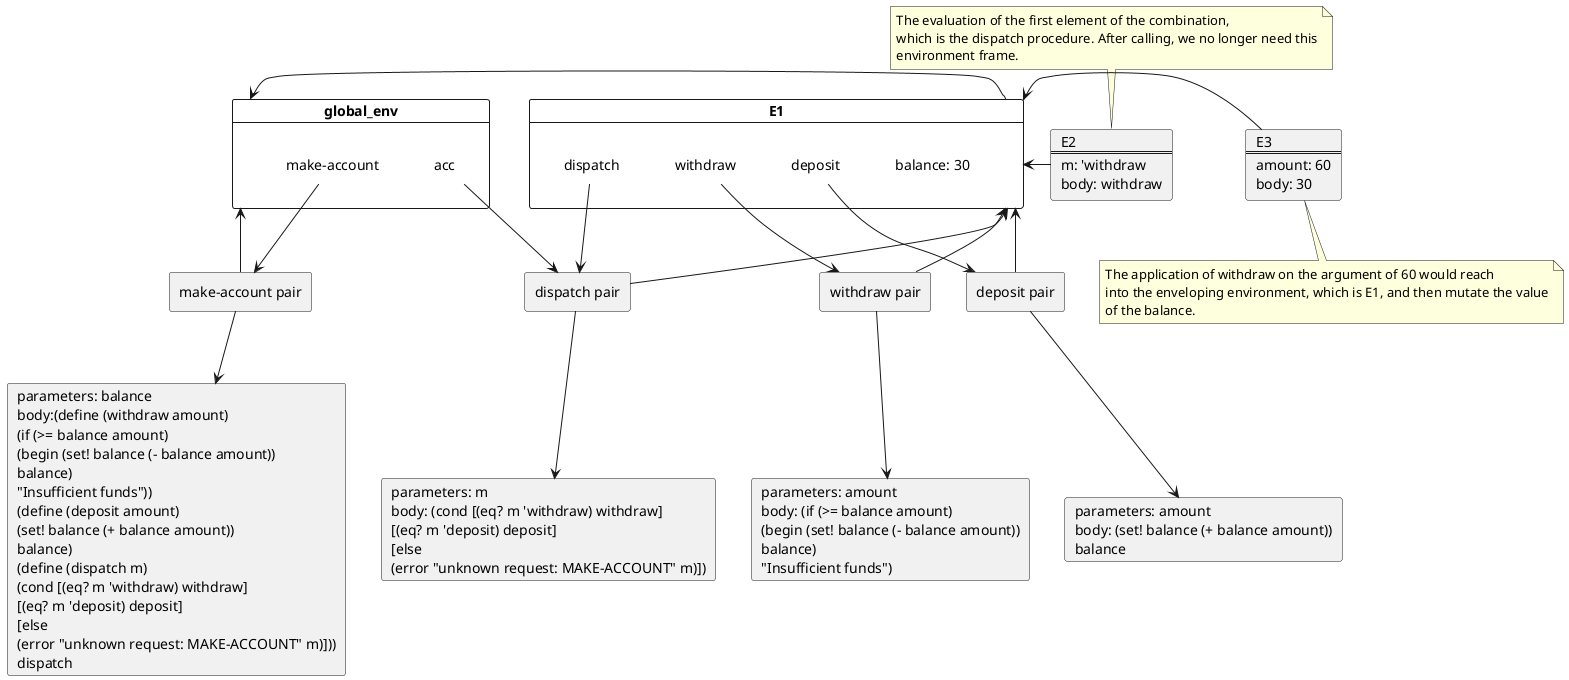 The evaluation of the first element of the combination,
which is the dispatch procedure. After calling, we no longer need this
environment frame.
global_env
E1
make-account
acc
dispatch
withdraw
deposit
balance: 30
E2
m: 'withdraw
body: withdraw
E3
amount: 60
body: 30
make-account pair
dispatch pair
withdraw pair
deposit pair
The application of withdraw on the argument of 60 would reach
into the enveloping environment, which is E1, and then mutate the value
of the balance.
parameters: balance
body:(define (withdraw amount)
(if (>= balance amount)
(begin (set! balance (- balance amount))
balance)
"Insufficient funds"))
(define (deposit amount)
(set! balance (+ balance amount))
balance)
(define (dispatch m)
(cond [(eq? m 'withdraw) withdraw]
[(eq? m 'deposit) deposit]
[else
(error "unknown request: MAKE-ACCOUNT" m)]))
dispatch
parameters: m
body: (cond [(eq? m 'withdraw) withdraw]
[(eq? m 'deposit) deposit]
[else
(error "unknown request: MAKE-ACCOUNT" m)])
parameters: amount
body: (if (>= balance amount)
(begin (set! balance (- balance amount))
balance)
"Insufficient funds")
parameters: amount
body: (set! balance (+ balance amount))
balance